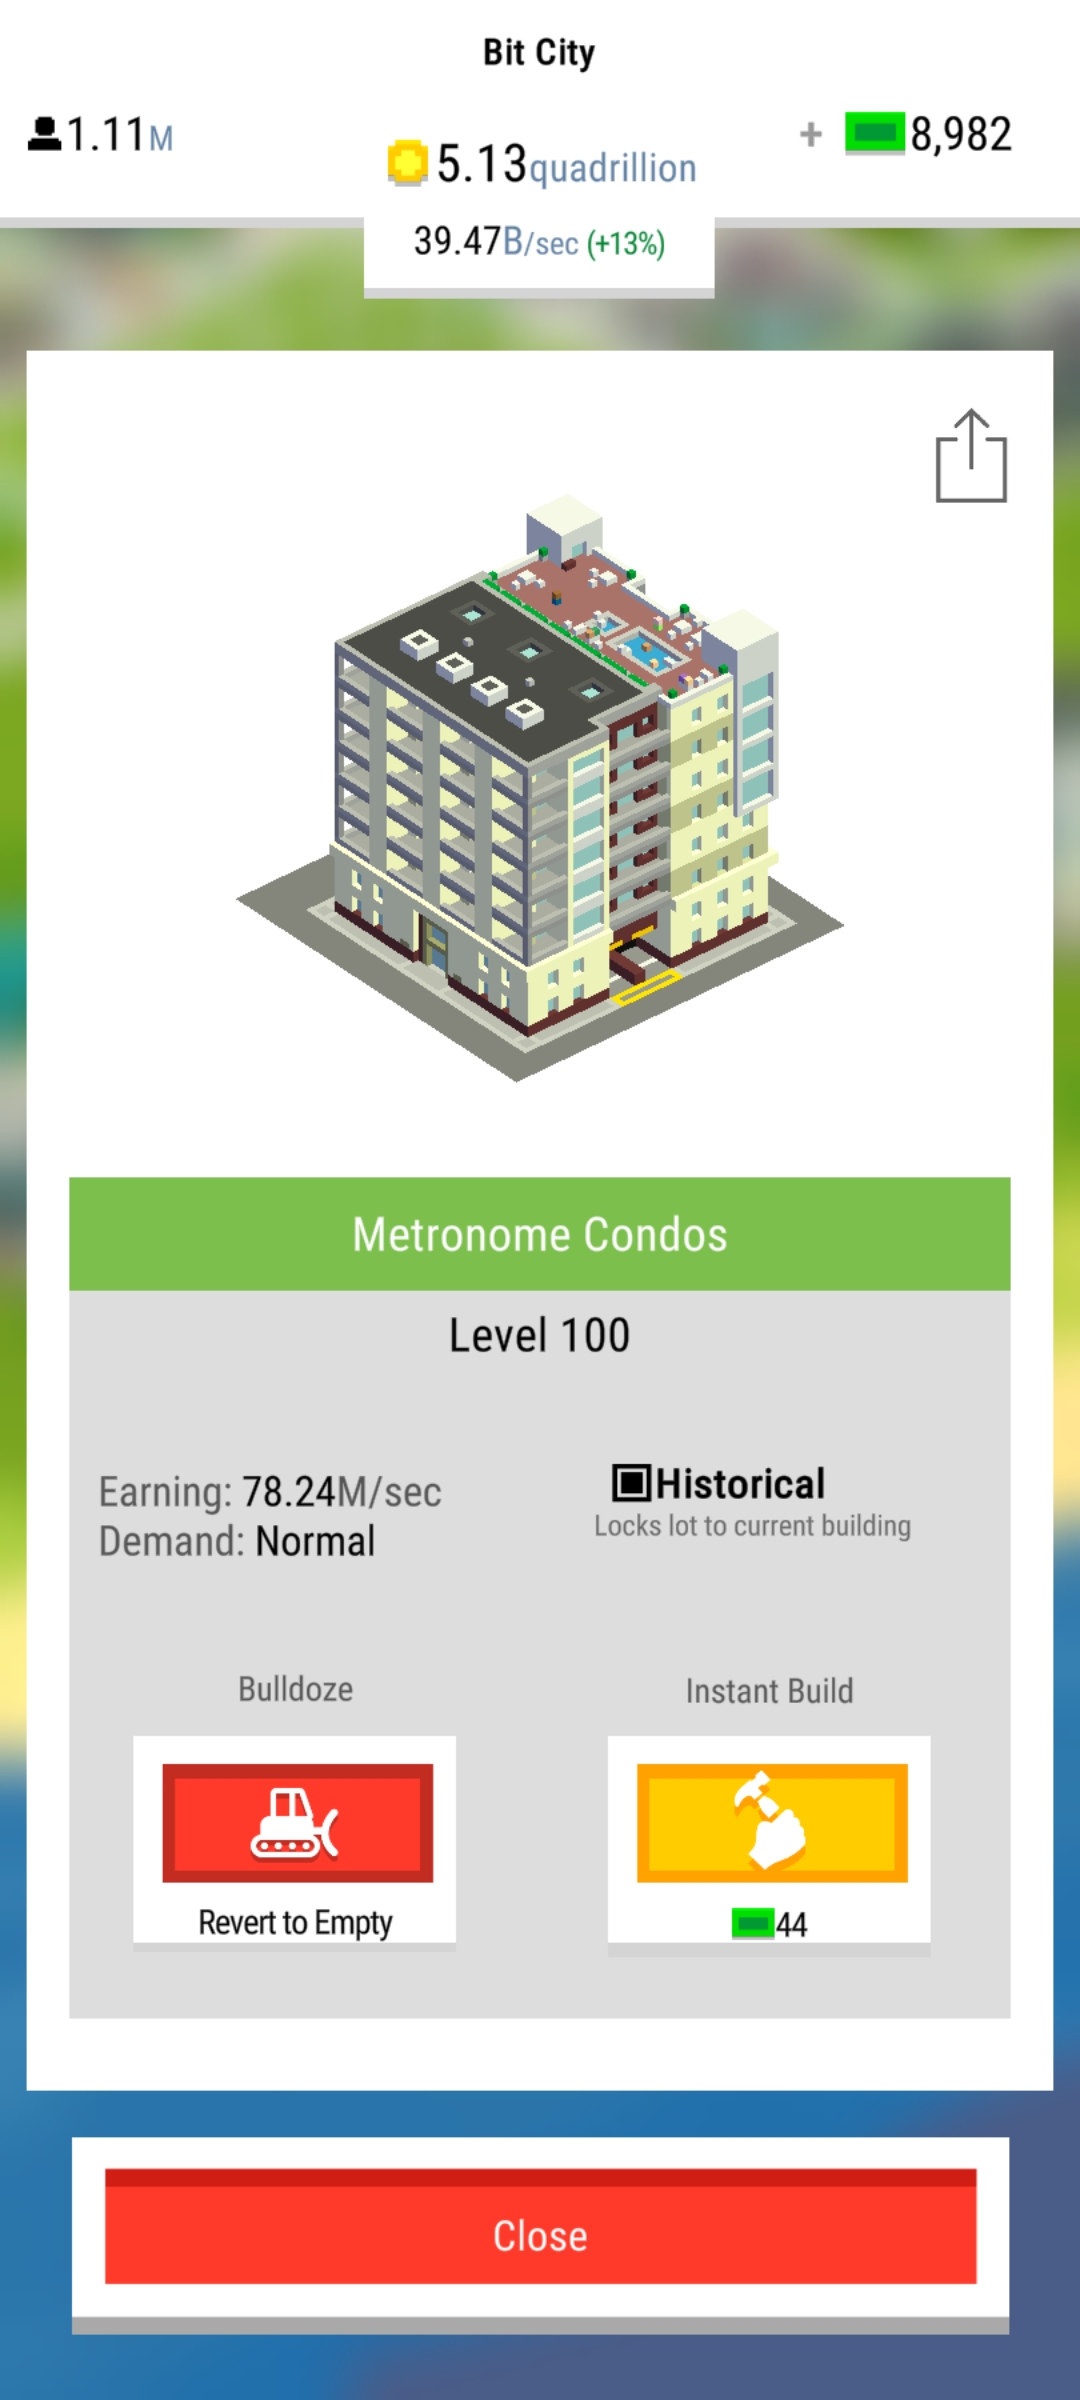 Bit City
1.11M
5.13quadrillion
+ 8,982
39.47B/sec (+13%)
Metronome Condos
Level 100
Earning: 78.24M/sec
Demand: Normal
Historical
Locks lot to current building
Bulldoze
Revert to Empty
Instant Build
44
Close